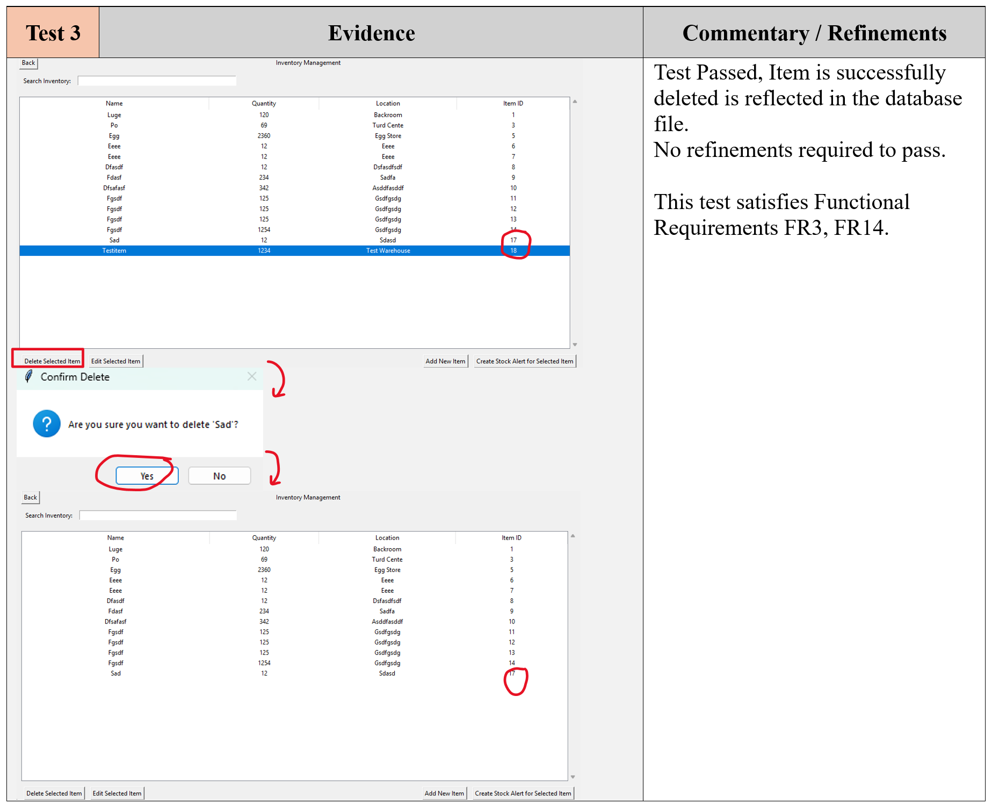 Test 3 Evidence Commentary / Refinements
Back Inventory Management
Search Inventory:
Name Quantity Location Item ID
Luge 120 Backroom 1
Po 69 Turd Cente 3
Egg 2360 Egg Store 5
Eeee 12 Eeee 6
Eeee 12 Eeee 7
Dfasdf 12 Dsfasdfsdf 8
Fdasf 234 Sadfa 9
Dfsafasf 342 Asddfasddf 10
Fgsdf 125 Gsdfgsdg 11
Fgsdf 125 Gsdfgsdg 12
Fgsdf 125 Gsdfgsdg 13
Fgsdf 1254 Gsdfgsdg 14
Sad 12 Sdasd 17
Testitem 1234 Test Warehouse 18
Delete Selected Item Edit Selected Item Add New Item Create Stock Alert for Selected Item
Confirm Delete
Are you sure you want to delete 'Sad'?
Yes No
Back Inventory Management
Search Inventory:
Name Quantity Location Item ID
Luge 120 Backroom 1
Po 69 Turd Cente 3
Egg 2360 Egg Store 5
Eeee 12 Eeee 6
Eeee 12 Eeee 7
Dfasdf 12 Dsfasdfsdf 8
Fdasf 234 Sadfa 9
Dfsafasf 342 Asddfasddf 10
Fgsdf 125 Gsdfgsdg 11
Fgsdf 125 Gsdfgsdg 12
Fgsdf 125 Gsdfgsdg 13
Fgsdf 1254 Gsdfgsdg 14
Sad 12 Sdasd 17
Delete Selected Item Edit Selected Item Add New Item Create Stock Alert for Selected Item
Test Passed, Item is successfully
deleted is reflected in the database
file.
No refinements required to pass.
This test satisfies Functional
Requirements FR3, FR14.